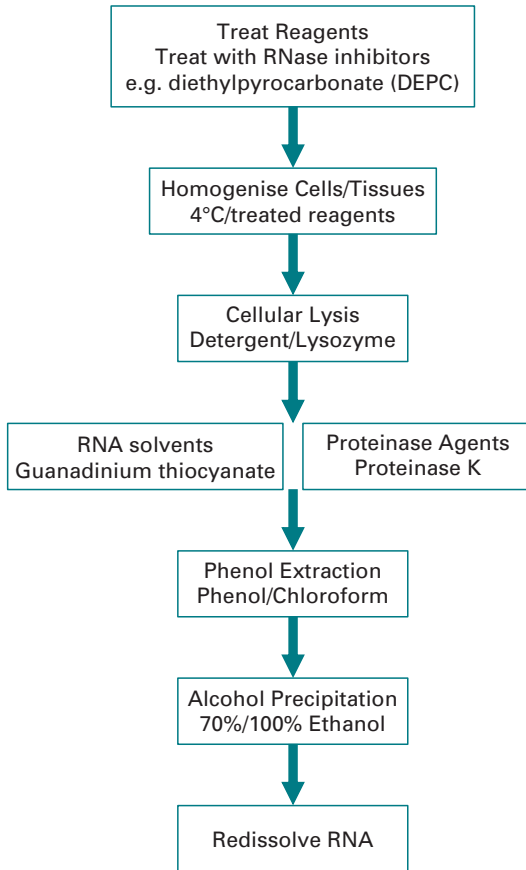 Treat Reagents
Treat with RNase inhibitors
e.g. diethylpyrocarbonate (DEPC)
Homogenise Cells/Tissues
4°C/treated reagents
Cellular Lysis
Detergent/Lysozyme
RNA solvents
Guanadinium thiocyanate
Proteinase Agents
Proteinase K
Phenol Extraction
Phenol/Chloroform
Alcohol Precipitation
70%/100% Ethanol
Redissolve RNA